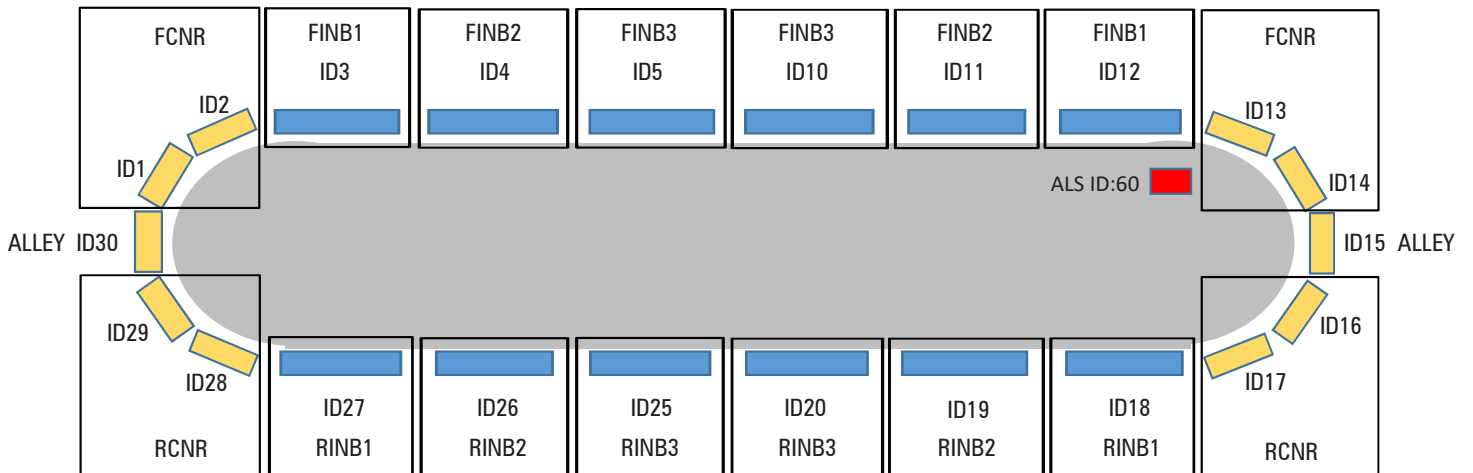 FCNR
FINB1
FINB2
FINB3
FINB3
FINB2
FINB1
FCNR
ID3
ID4
ID5
ID10
ID11
ID12
ID2
ID13
ID1
ID14
ALS ID:60
ALLEY ID30
ID15 ALLEY
ID29
ID16
ID28
ID17
ID27
ID26
ID25
ID20
ID19
ID18
RCNR
RINB1
RINB2
RINB3
RINB3
RINB2
RINB1
RCNR